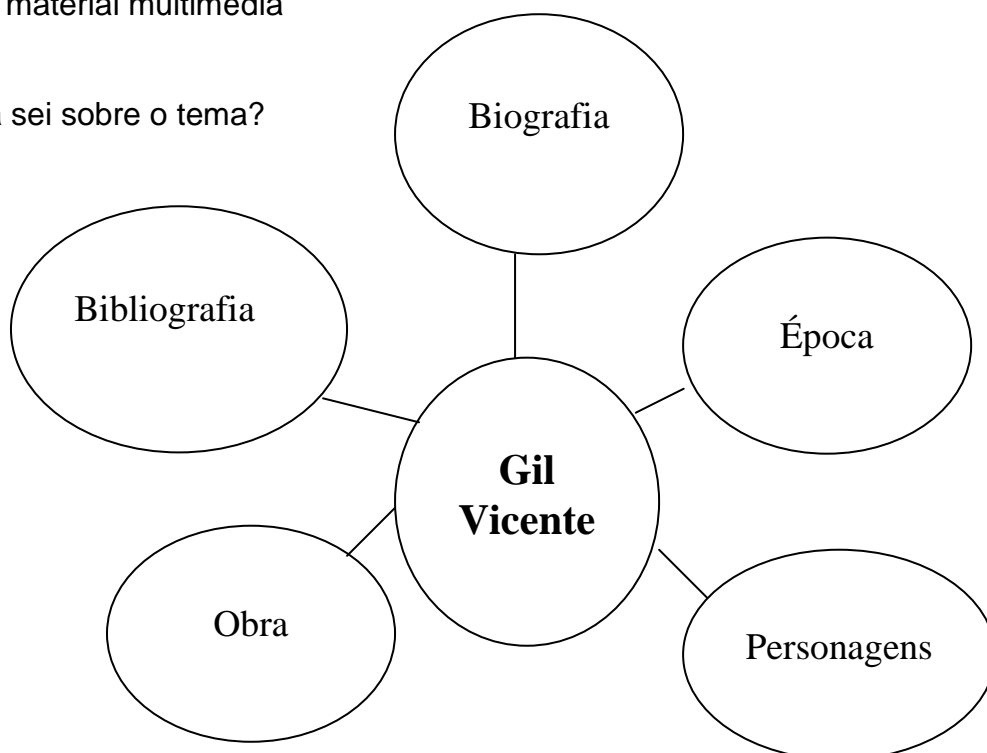 material multimédia
sei sobre o tema?
Biografia
Bibliografia
Época
Gil
Vicente
Obra
Personagens